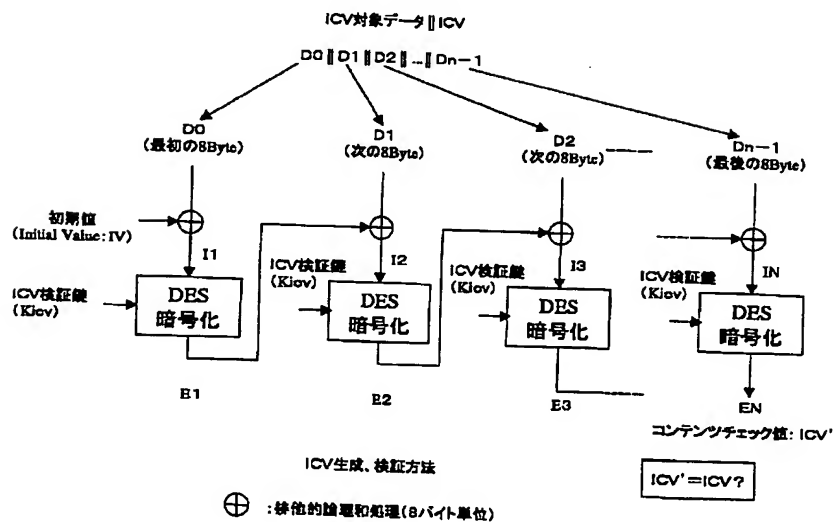 ICV対象データ‖ICV
D0‖D1‖D2‖...‖Dn−1
D0
(最初の8Byte)
D1
(次の8Byte)
D2
(次の8Byte)
Dn−1
(最後の8Byte)
初期値
(Initial Value:IV)
I1
I2
I3
IN
ICV検証鍵
(Kicv)
DES
暗号化
ICV検証鍵
(Kicv)
DES
暗号化
ICV検証鍵
(Kicv)
DES
暗号化
ICV検証鍵
(Kicv)
DES
暗号化
E1
E2
E3
EN
コンテンツチェック値: ICV'
ICV生成、検証方法
ICV'=ICV?
⊕ :排他的論理和処理(8バイト単位)